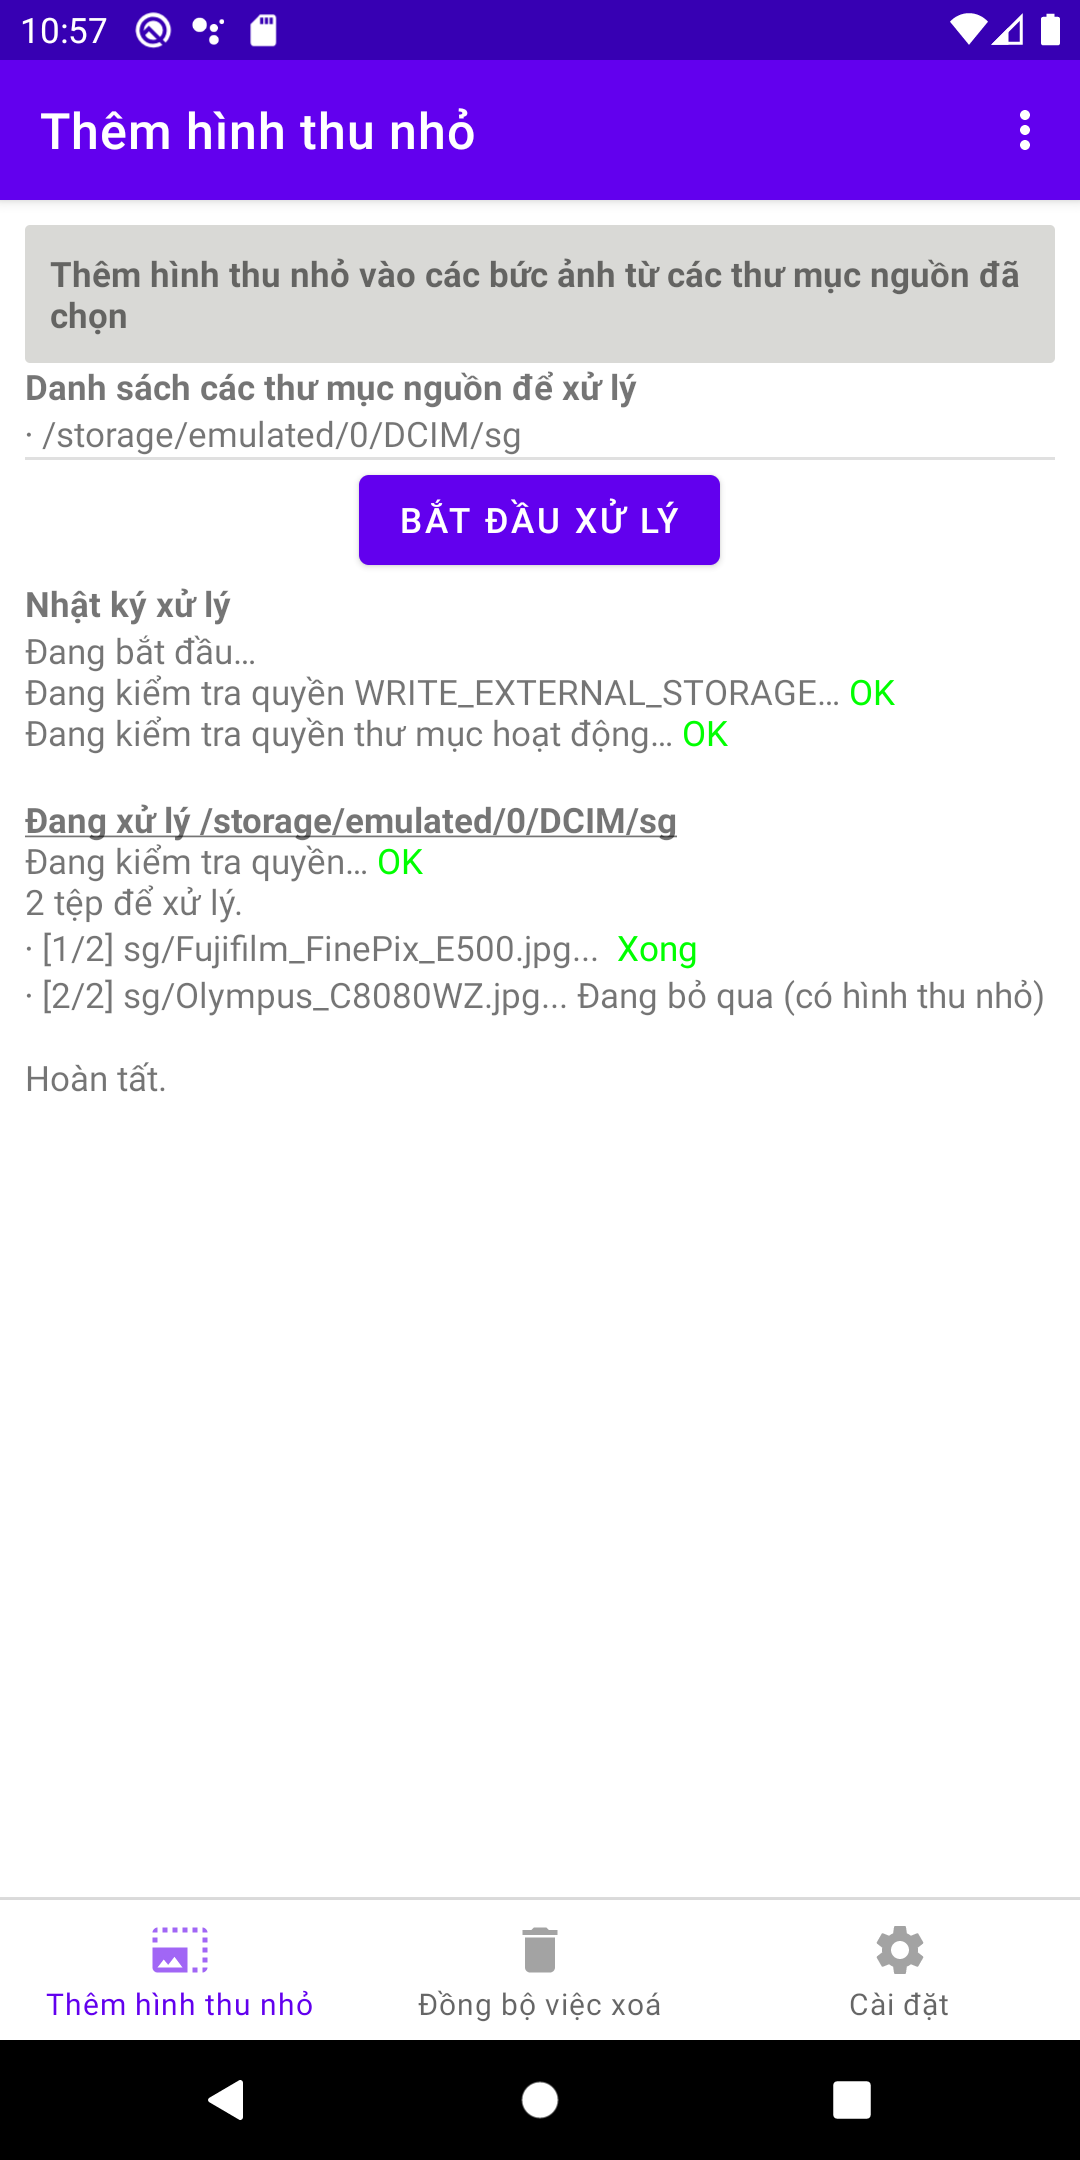 10:57
Thêm hình thu nhỏ
Thêm hình thu nhỏ vào các bức ảnh từ các thư mục nguồn đã
chọn
Danh sách các thư mục nguồn để xử lý
· /storage/emulated/0/DCIM/sg
BẮT ĐẦU XỬ LÝ
Nhật ký xử lý
Đang bắt đầu…
Đang kiểm tra quyền WRITE_EXTERNAL_STORAGE… OK
Đang kiểm tra quyền thư mục hoạt động… OK
Đang xử lý /storage/emulated/0/DCIM/sg
Đang kiểm tra quyền… OK
2 tệp để xử lý.
· [1/2] sg/Fujifilm_FinePix_E500.jpg... Xong
· [2/2] sg/Olympus_C8080WZ.jpg... Đang bỏ qua (có hình thu nhỏ)
Hoàn tất.
Thêm hình thu nhỏ
Đồng bộ việc xoá
Cài đặt